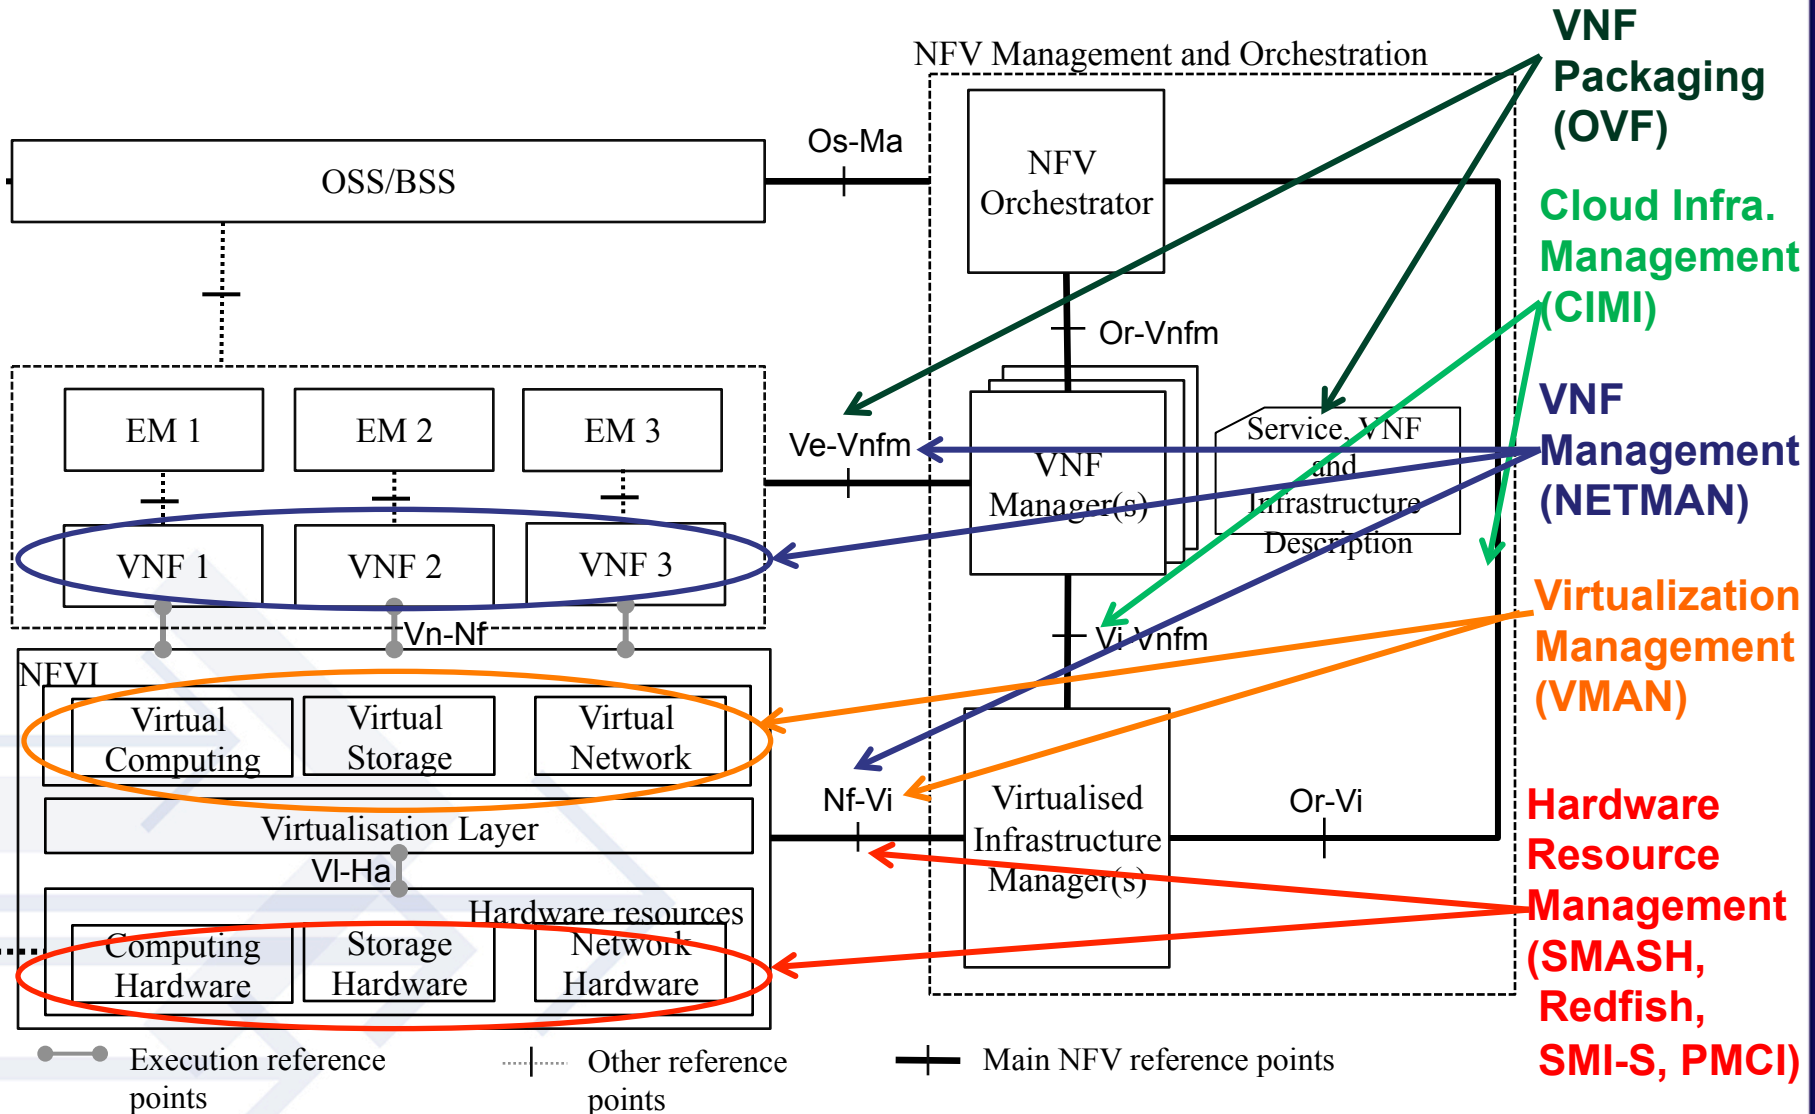 NFV Management and Orchestration
VNF
Packaging
(OVF)
Cloud Infra.
Management
(CIMI)
VNF
Management
(NETMAN)
Virtualization
Management
(VMAN)
Hardware
Resource
Management
(SMASH,
Redfish,
SMI-S, PMCI)
OSS/BSS
Os-Ma
NFV
Orchestrator
Or-Vnfm
EM 1
EM 2
EM 3
Ve-Vnfm
VNF
Manager(s)
Service, VNF
and
Infrastructure
Description
VNF 1
VNF 2
VNF 3
Vn-Nf
Vi-Vnfm
NFVI
Virtual
Computing
Virtual
Storage
Virtual
Network
Nf-Vi
Virtualised
Infrastructure
Manager(s)
Or-Vi
Virtualisation Layer
Vl-Ha
Hardware resources
Computing
Hardware
Storage
Hardware
Network
Hardware
Execution reference
points
Other reference
points
Main NFV reference points